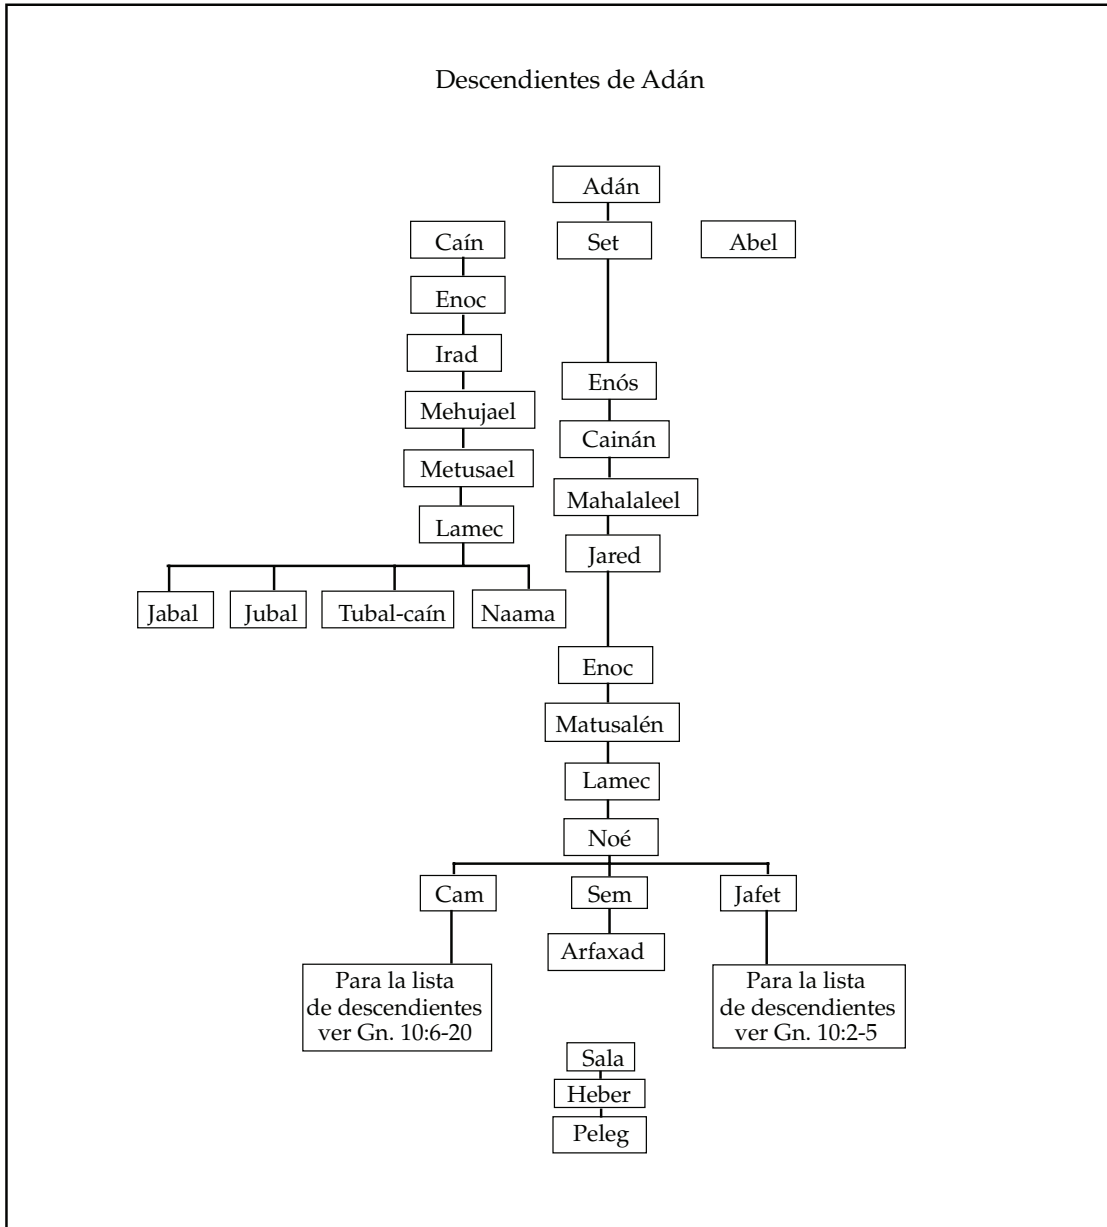 Descendientes de Adán
Adán
Caín
Set
Abel
Enoc
Irad
Mehujael
Metusael
Lamec
Jabal
Jubal
Tubal-caín
Naama
Enós
Cainán
Mahalaleel
Jared
Enoc
Matusalén
Lamec
Noé
Cam
Sem
Jafet
Arfaxad
Para la lista
de descendientes
ver Gn. 10:6-20
Para la lista
de descendientes
ver Gn. 10:2-5
Sala
Heber
Peleg